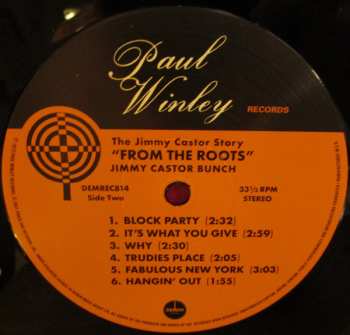 Paul
Winley
RECORDS
The Jimmy Castor Story
"FROM THE ROOTS"
JIMMY CASTOR BUNCH
DEMREC814
33⅓ RPM
Side Two
STEREO
1. BLOCK PARTY (2:32)
2. IT'S WHAT YOU GIVE (2:59)
3. WHY (2:30)
4. TRUDIES PLACE (2:05)
5. FABULOUS NEW YORK (3:03)
6. HANGIN' OUT (1:55)